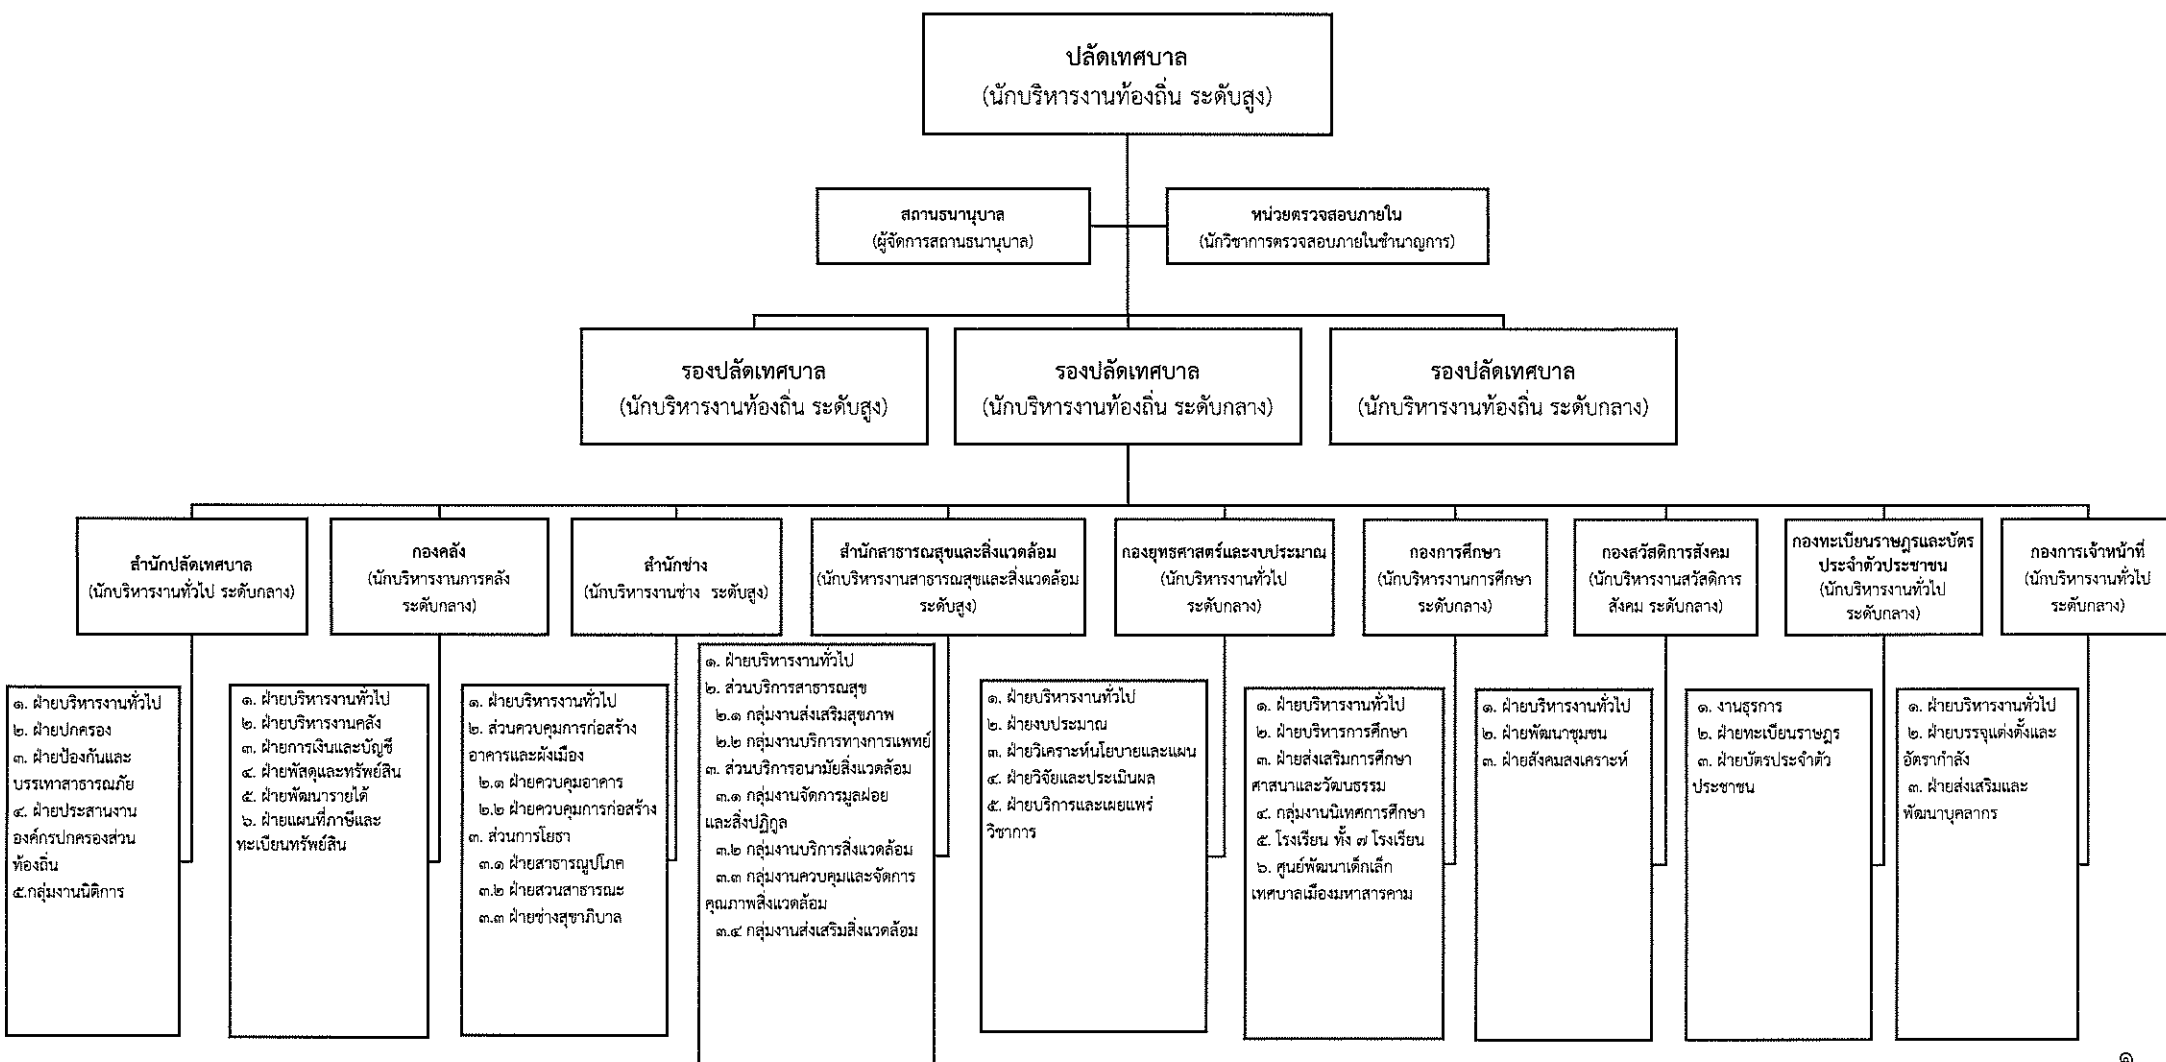 ปลัดเทศบาล
(นักบริหารงานท้องถิ่น ระดับสูง)
สถานธนานุบาล
(ผู้จัดการสถานธนานุบาล)
หน่วยตรวจสอบภายใน
(นักวิชาการตรวจสอบภายในชำนาญการ)
รองปลัดเทศบาล
(นักบริหารงานท้องถิ่น ระดับสูง)
รองปลัดเทศบาล
(นักบริหารงานท้องถิ่น ระดับกลาง)
รองปลัดเทศบาล
(นักบริหารงานท้องถิ่น ระดับกลาง)
สำนักปลัดเทศบาล
(นักบริหารงานทั่วไป ระดับกลาง)
กองคลัง
(นักบริหารงานการคลัง
ระดับกลาง)
สำนักช่าง
(นักบริหารงานช่าง ระดับสูง)
สำนักสาธารณสุขและสิ่งแวดล้อม
(นักบริหารงานสาธารณสุขและสิ่งแวดล้อม
ระดับสูง)
กองยุทธศาสตร์และงบประมาณ
(นักบริหารงานทั่วไป
ระดับกลาง)
กองการศึกษา
(นักบริหารงานการศึกษา
ระดับกลาง)
กองสวัสดิการสังคม
(นักบริหารงานสวัสดิการ
สังคม ระดับกลาง)
กองทะเบียนราษฎรและบัตร
ประจำตัวประชาชน
(นักบริหารงานทั่วไป
ระดับกลาง)
กองการเจ้าหน้าที่
(นักบริหารงานทั่วไป
ระดับกลาง)
๑. ฝ่ายบริหารงานทั่วไป
๒. ฝ่ายปกครอง
๓. ฝ่ายป้องกันและ
บรรเทาสาธารณภัย
๔. ฝ่ายประสานงาน
องค์กรปกครองส่วน
ท้องถิ่น
๕.กลุ่มงานนิติการ
๑. ฝ่ายบริหารงานทั่วไป
๒. ฝ่ายบริหารงานคลัง
๓. ฝ่ายการเงินและบัญชี
๔. ฝ่ายพัสดุและทรัพย์สิน
๕. ฝ่ายพัฒนารายได้
๖. ฝ่ายแผนที่ภาษีและ
ทะเบียนทรัพย์สิน
๑. ฝ่ายบริหารงานทั่วไป
๒. ส่วนควบคุมการก่อสร้าง
อาคารและผังเมือง
๒.๑ ฝ่ายควบคุมอาคาร
๒.๒ ฝ่ายควบคุมการก่อสร้าง
๓. ส่วนการโยธา
๓.๑ ฝ่ายสาธารณูปโภค
๓.๒ ฝ่ายสวนสาธารณะ
๓.๓ ฝ่ายช่างสุขาภิบาล
๑. ฝ่ายบริหารงานทั่วไป
๒. ส่วนบริการสาธารณสุข
๒.๑ กลุ่มงานส่งเสริมสุขภาพ
๒.๒ กลุ่มงานบริการทางการแพทย์
๓. ส่วนบริการอนามัยสิ่งแวดล้อม
๓.๑ กลุ่มงานจัดการมูลฝอย
และสิ่งปฏิกูล
๓.๒ กลุ่มงานบริการสิ่งแวดล้อม
๓.๓ กลุ่มงานควบคุมและจัดการ
คุณภาพสิ่งแวดล้อม
๓.๔ กลุ่มงานส่งเสริมสิ่งแวดล้อม
๑. ฝ่ายบริหารงานทั่วไป
๒. ฝ่ายงบประมาณ
๓. ฝ่ายวิเคราะห์นโยบายและแผน
๔. ฝ่ายวิจัยและประเมินผล
๕. ฝ่ายบริการและเผยแพร่
วิชาการ
๑. ฝ่ายบริหารงานทั่วไป
๒. ฝ่ายบริหารการศึกษา
๓. ฝ่ายส่งเสริมการศึกษา
ศาสนาและวัฒนธรรม
๔. กลุ่มงานนิเทศการศึกษา
๕. โรงเรียน ทั้ง ๗ โรงเรียน
๖. ศูนย์พัฒนาเด็กเล็ก
เทศบาลเมืองมหาสารคาม
๑. ฝ่ายบริหารงานทั่วไป
๒. ฝ่ายพัฒนาชุมชน
๓. ฝ่ายสังคมสงเคราะห์
๑. งานธุรการ
๒. ฝ่ายทะเบียนราษฎร
๓. ฝ่ายบัตรประจำตัว
ประชาชน
๑. ฝ่ายบริหารงานทั่วไป
๒. ฝ่ายบรรจุแต่งตั้งและ
อัตรากำลัง
๓. ฝ่ายส่งเสริมและ
พัฒนาบุคลากร
๑